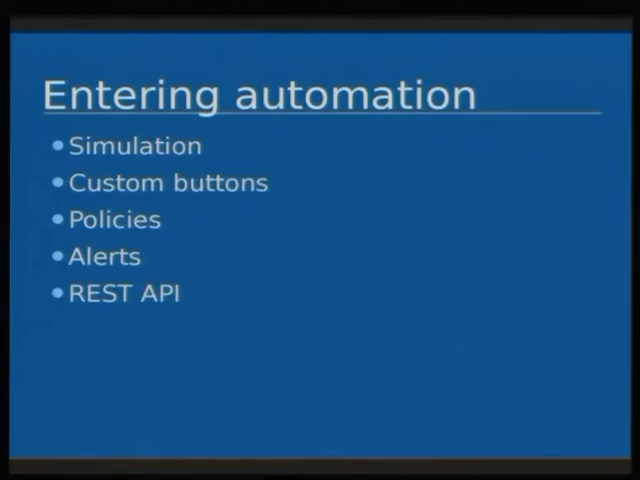 Entering automation
Simulation
Custom buttons
Policies
Alerts
REST API